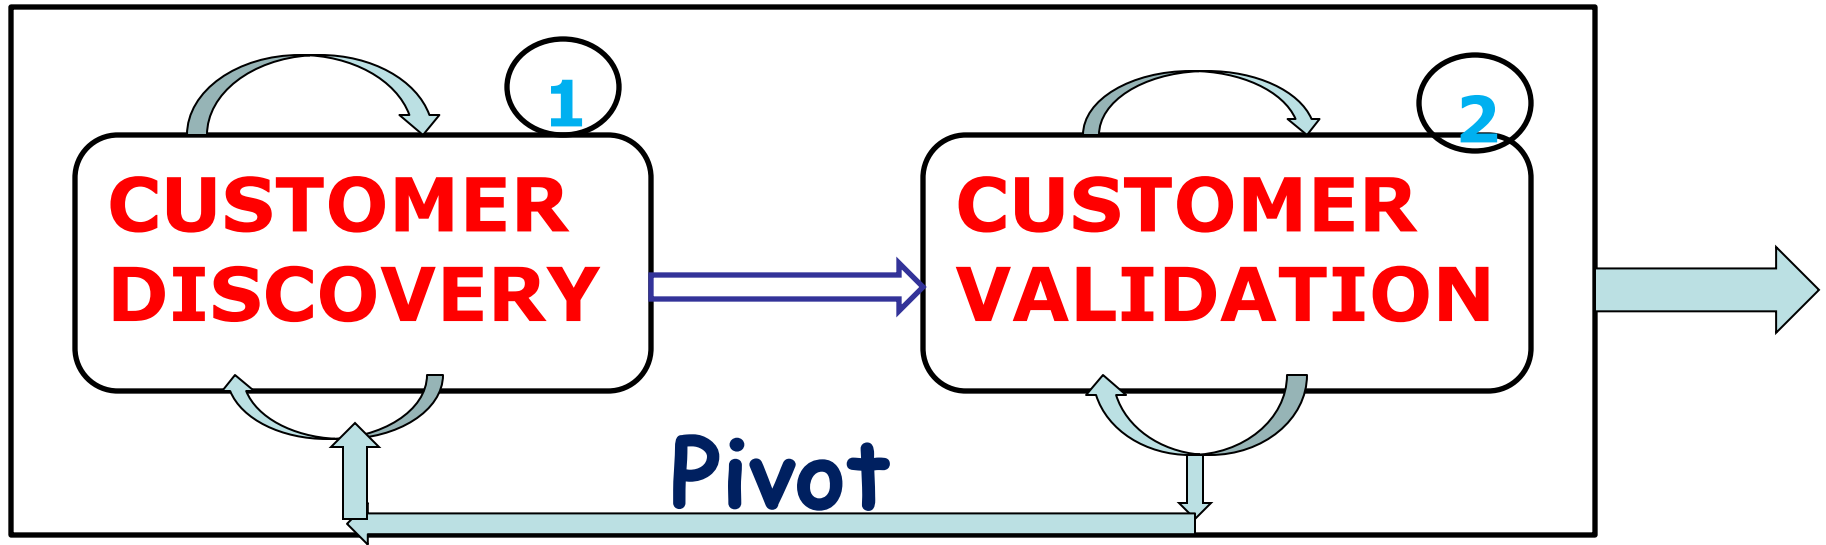 1
2
CUSTOMER
DISCOVERY
CUSTOMER
VALIDATION
Pivot